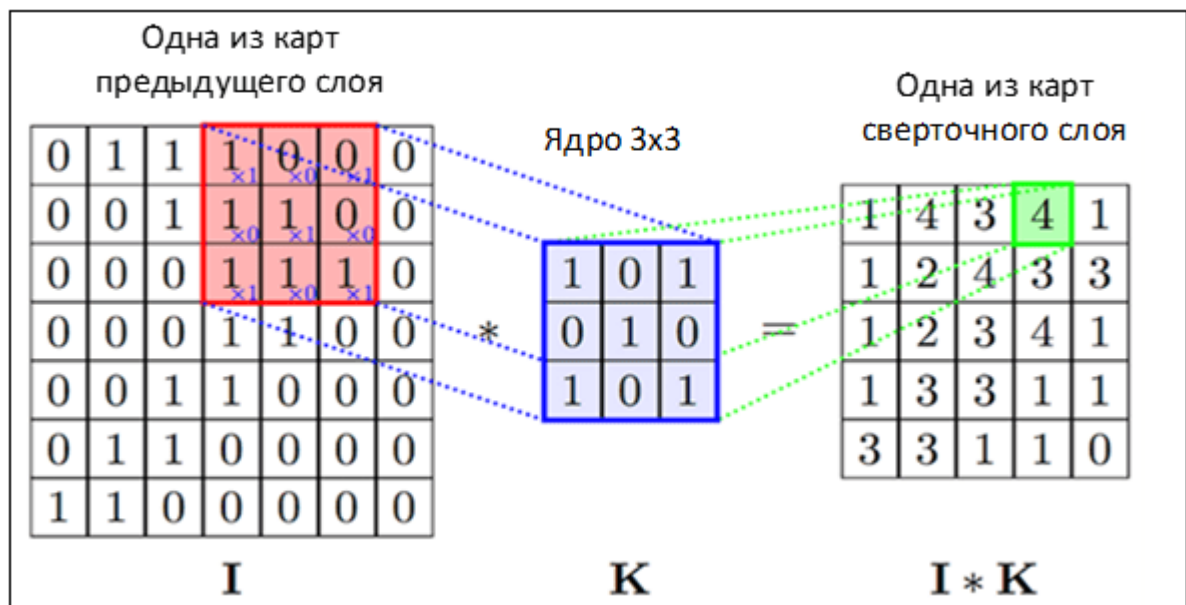 Одна из карт
предыдущего слоя
Ядро 3x3
Одна из карт
сверточного слоя
0 1 1 1 0 0 0
×1 ×0 ×1
0 0 1 1 1 0 0
×0 ×1 ×0
0 0 0 1 1 1 0
×1 ×0 ×1
0 0 0 1 1 0 0
0 0 1 1 0 0 0
0 1 1 0 0 0 0
1 1 0 0 0 0 0
I
*
1 0 1
0 1 0
1 0 1
K
=
1 4 3 4 1
1 2 4 3 3
1 2 3 4 1
1 3 3 1 1
3 3 1 1 0
I * K